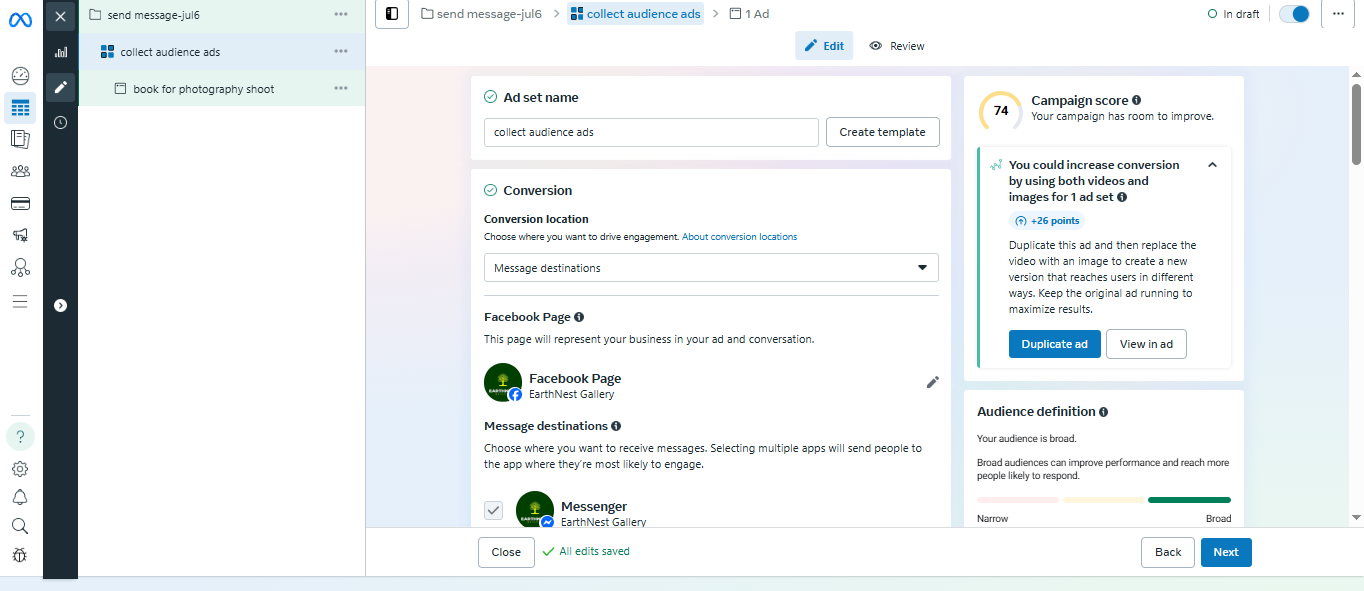 send message-jul6
collect audience ads
book for photography shoot
send message-jul6 > collect audience ads > 1 Ad
In draft
Edit
Review
Ad set name
collect audience ads
Create template
Conversion
Conversion location
Choose where you want to drive engagement. About conversion locations
Message destinations
Facebook Page
This page will represent your business in your ad and conversation.
Facebook Page
EarthNest Gallery
Message destinations
Choose where you want to receive messages. Selecting multiple apps will send people to
the app where they're most likely to engage.
Messenger
EarthNest Gallery
74
Campaign score
Your campaign has room to improve.
You could increase conversion
by using both videos and
images for 1 ad set
+26 points
Duplicate this ad and then replace the
video with an image to create a new
version that reaches users in different
ways. Keep the original ad running to
maximize results.
Duplicate ad
View in ad
Audience definition
Your audience is broad.
Broad audiences can improve performance and reach more
people likely to respond.
Narrow
Broad
Close
All edits saved
Back
Next